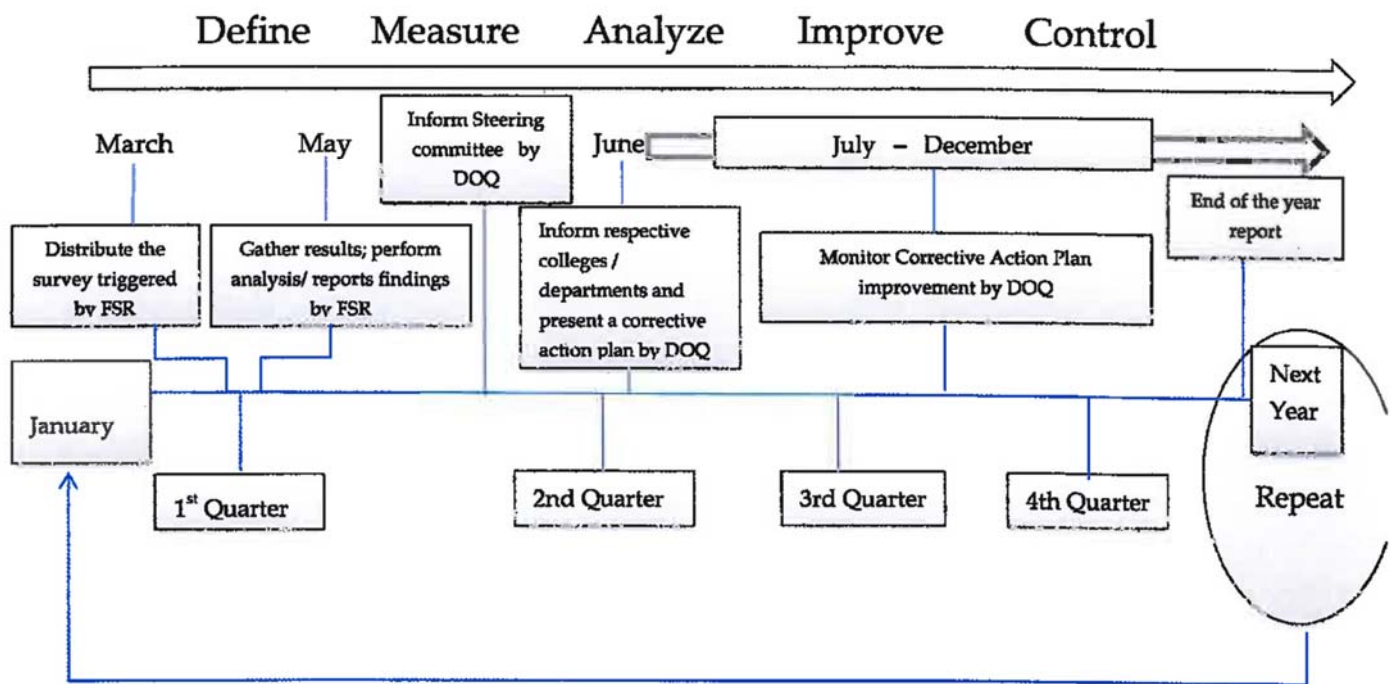 Define Measure Analyze Improve Control
March
May
Inform Steering
committee by
DOQ
June
July – December
End of the year
report
Distribute the
survey triggered
by FSR
Gather results; perform
analysis/ reports findings
by FSR
Inform respective
colleges /
departments and
present a corrective
action plan by DOQ
Monitor Corrective Action Plan
improvement by DOQ
January
Next
Year
Repeat
1st Quarter
2nd Quarter
3rd Quarter
4th Quarter